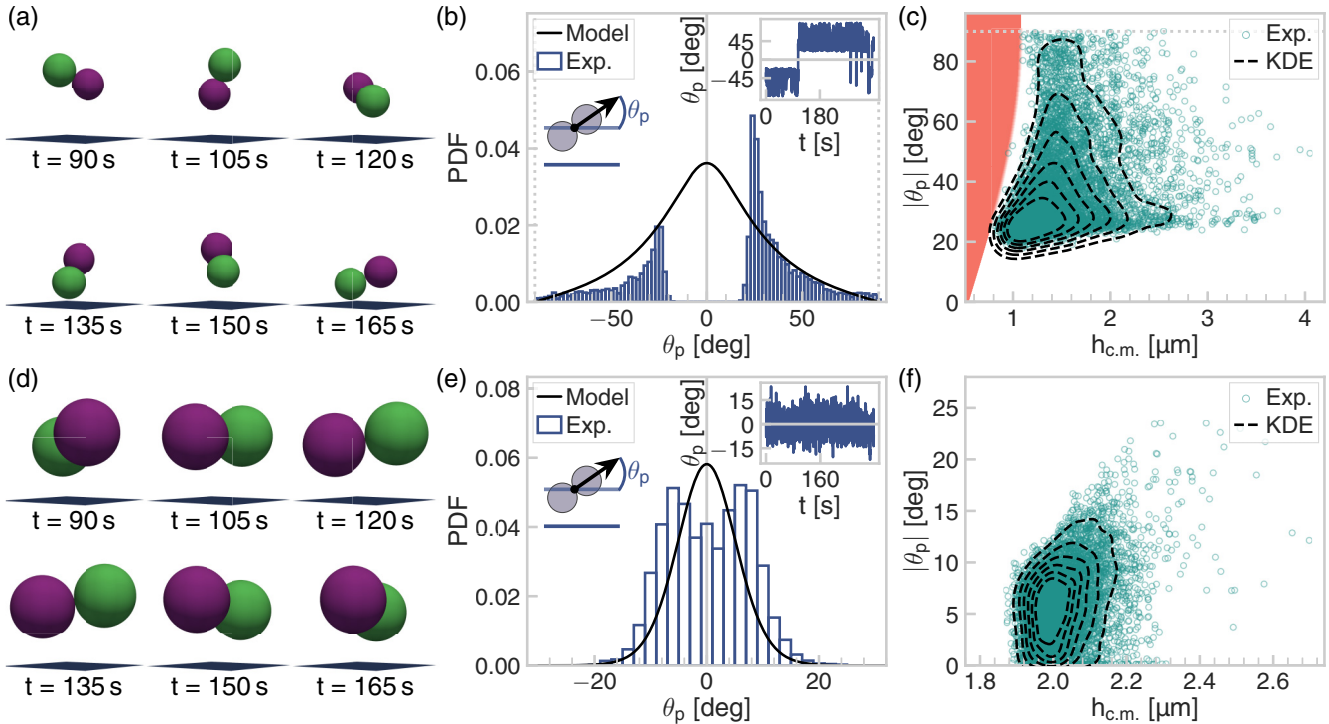 (a)
t = 90 s
t = 105 s
t = 120 s
t = 135 s
t = 150 s
t = 165 s
(b)
Model
Exp.
θp
PDF
0.06
0.04
0.02
0.00
−50
0
50
θp [deg]
θp [deg]
45
0
−45
0
180
t [s]
(c)
Exp.
KDE
|θp| [deg]
80
60
40
20
0
1
2
3
4
hc.m. [µm]
(d)
t = 90 s
t = 105 s
t = 120 s
t = 135 s
t = 150 s
t = 165 s
(e)
Model
Exp.
θp
PDF
0.08
0.06
0.04
0.02
0.00
−20
0
20
θp [deg]
θp [deg]
15
0
−15
0
160
t [s]
(f)
Exp.
KDE
|θp| [deg]
25
20
15
10
5
0
1.8
2.0
2.2
2.4
2.6
hc.m. [µm]